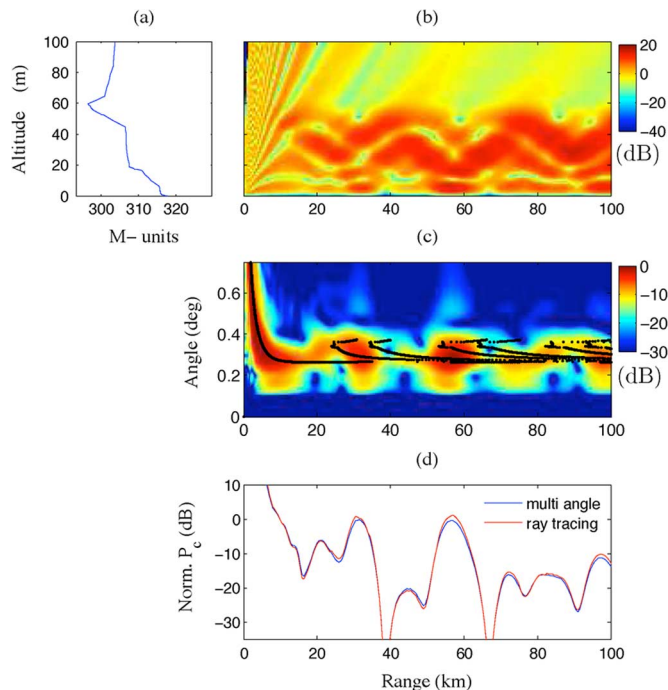 (a)
(b)
100
80
60
40
20
0
Altitude (m)
300 310 320
M– units
0 20 40 60 80 100
20
0
−20
−40
(dB)
(c)
0.6
0.4
0.2
0
Angle (deg)
0 20 40 60 80 100
0
−10
−20
−30
(dB)
(d)
10
0
−10
−20
−30
Norm. P_c (dB)
multi angle
ray tracing
0 20 40 60 80 100
Range (km)